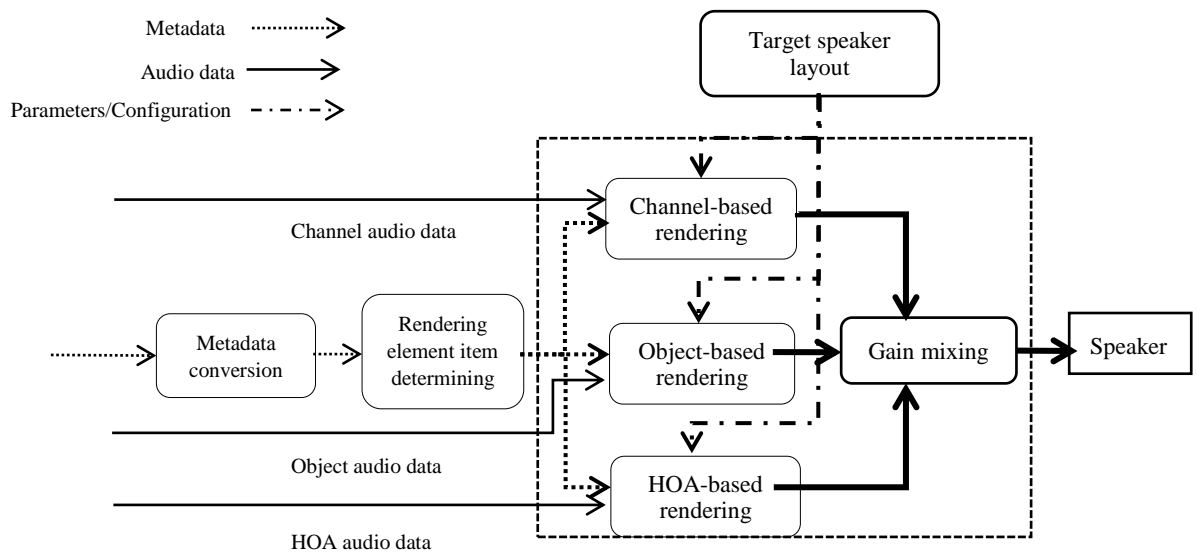 Metadata
Audio data
Parameters/Configuration
Target speaker
layout
Channel-based
rendering
Channel audio data
Metadata
conversion
Rendering
element item
determining
Object-based
rendering
Gain mixing
Speaker
Object audio data
HOA-based
rendering
HOA audio data